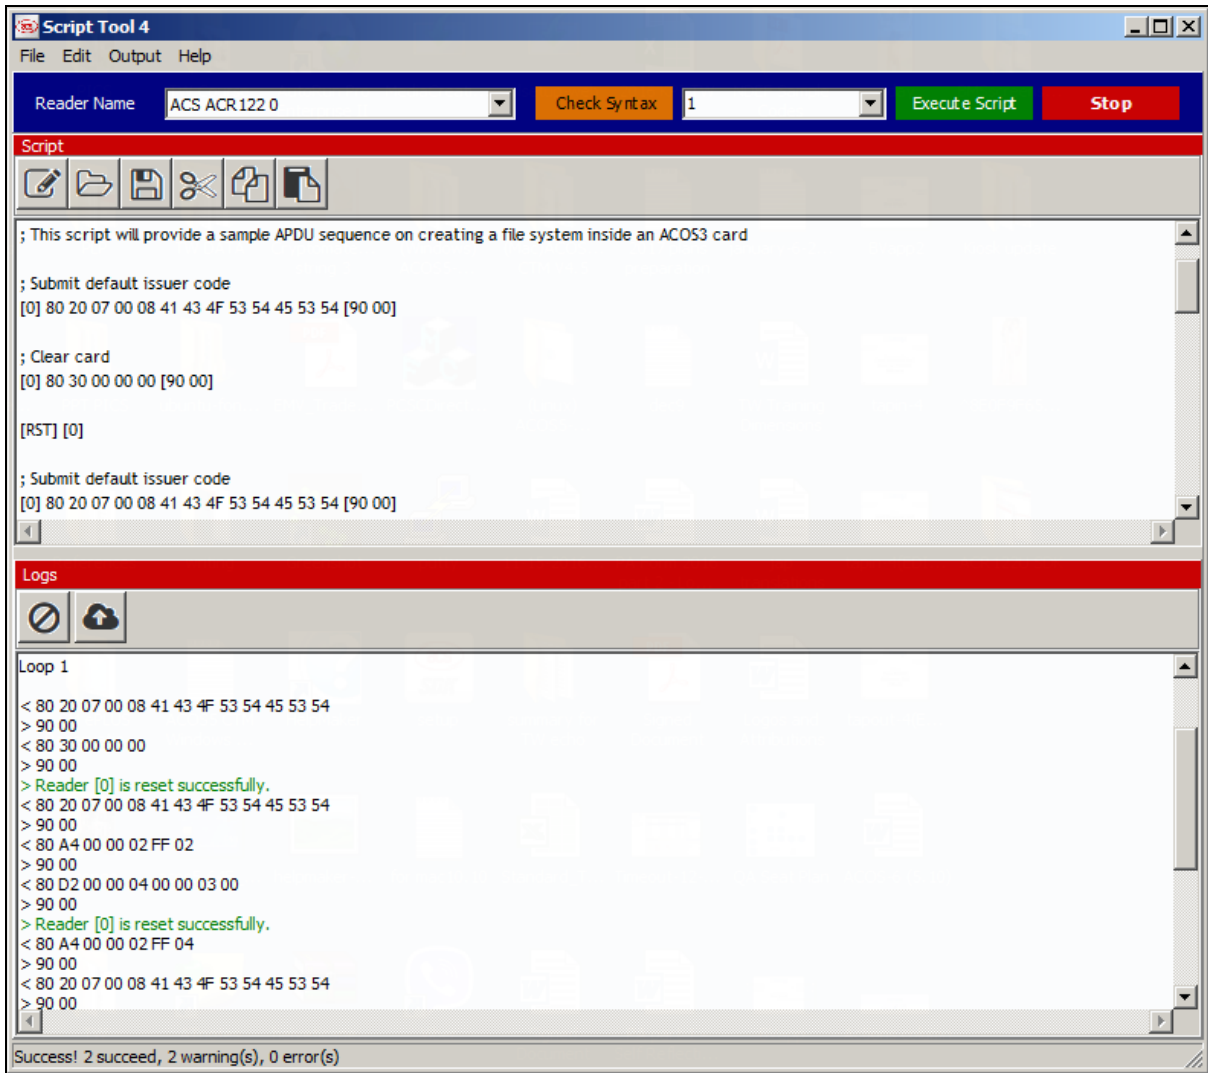 Script Tool 4
File Edit Output Help
Reader Name ACS ACR122 0 Check Syntax 1 Execute Script Stop
Script
; This script will provide a sample APDU sequence on creating a file system inside an ACOS3 card
; Submit default issuer code
[0] 80 20 07 00 08 41 43 4F 53 54 45 53 54 [90 00]
; Clear card
[0] 80 30 00 00 00 [90 00]
[RST] [0]
; Submit default issuer code
[0] 80 20 07 00 08 41 43 4F 53 54 45 53 54 [90 00]
Logs
Loop 1
< 80 20 07 00 08 41 43 4F 53 54 45 53 54
> 90 00
< 80 30 00 00 00
> 90 00
> Reader [0] is reset successfully.
< 80 20 07 00 08 41 43 4F 53 54 45 53 54
> 90 00
< 80 A4 00 00 02 FF 02
> 90 00
< 80 D2 00 00 04 00 00 03 00
> 90 00
> Reader [0] is reset successfully.
< 80 A4 00 00 02 FF 04
> 90 00
< 80 20 07 00 08 41 43 4F 53 54 45 53 54
> 90 00
Success! 2 succeed, 2 warning(s), 0 error(s)